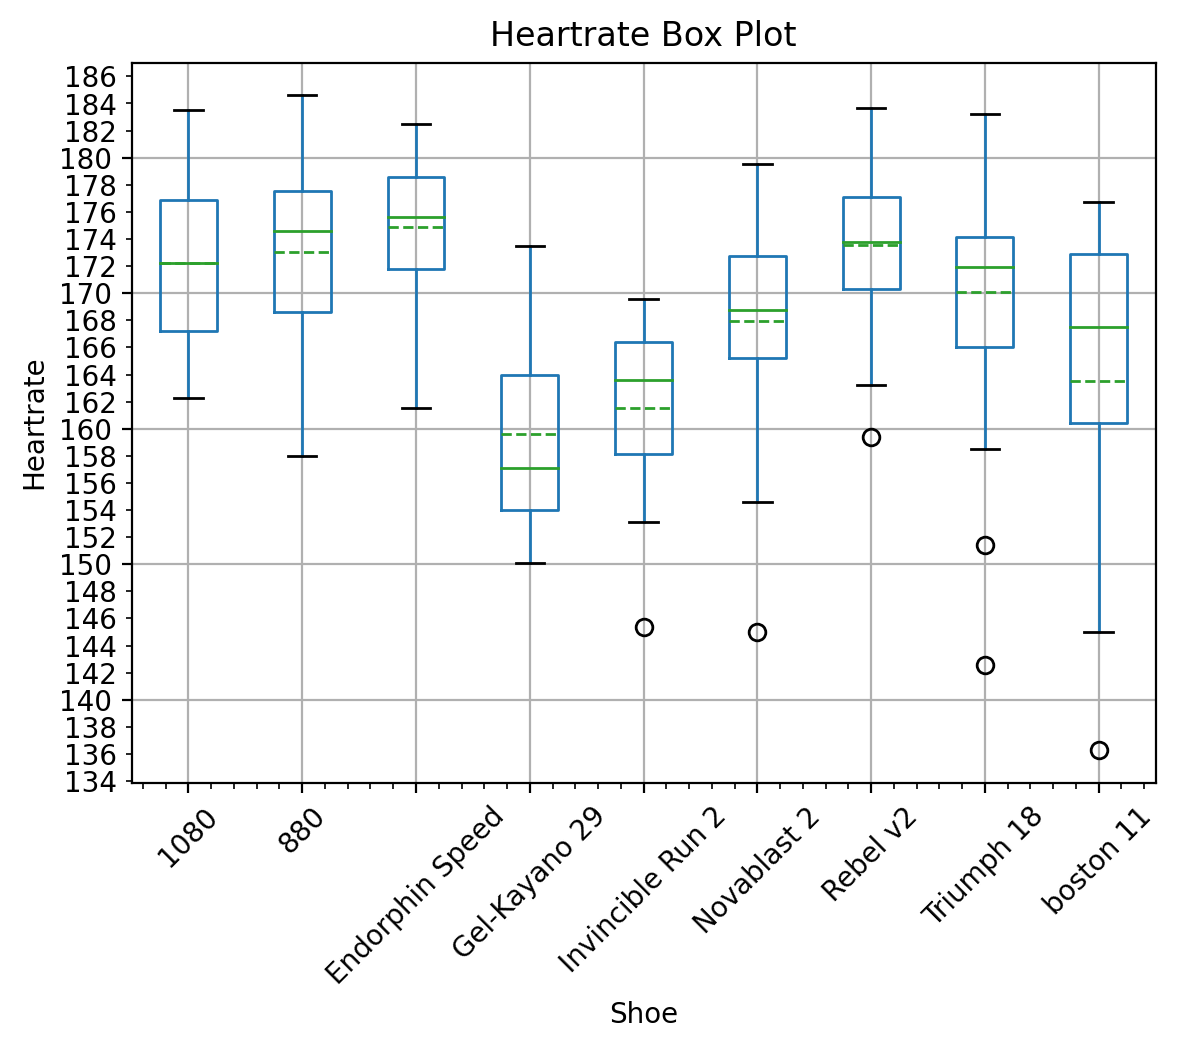 Heartrate Box Plot
186
184
182
180
178
176
174
172
170
168
166
164
162
160
158
156
154
152
150
148
146
144
142
140
138
136
134
Heartrate
1080
880
Endorphin Speed
Gel-Kayano 29
Invincible Run 2
Novablast 2
Rebel v2
Triumph 18
boston 11
Shoe